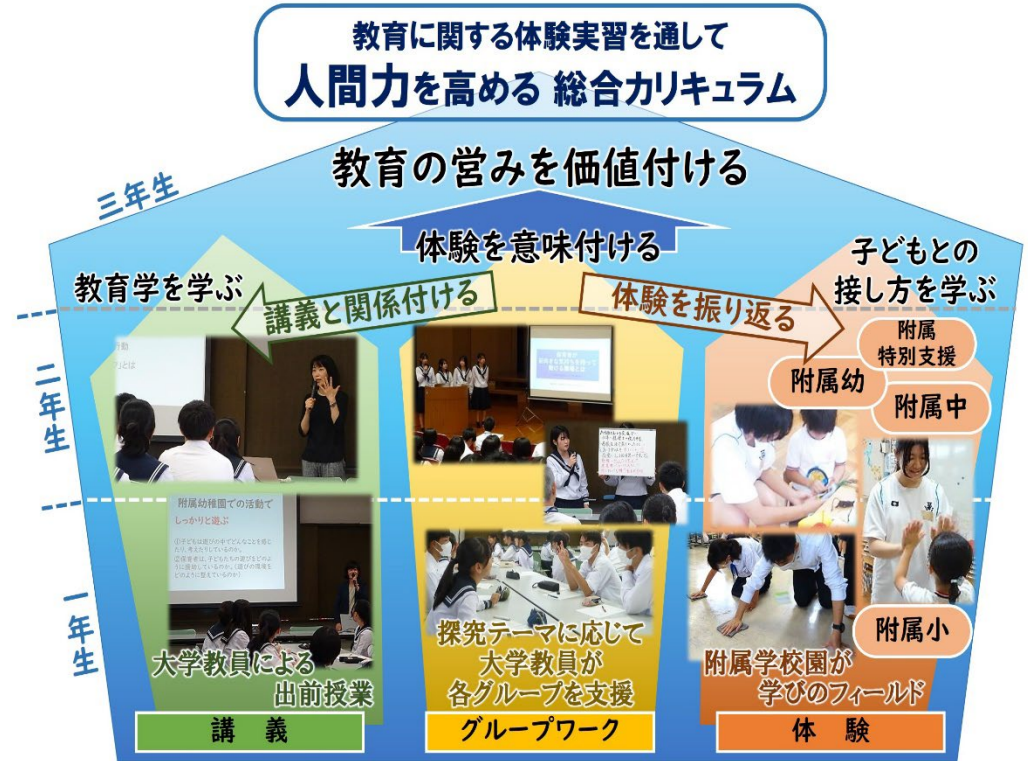 教育に関する体験実習を通して
人間力を高める 総合カリキュラム
教育の営みを価値付ける
三年生
体験を意味付ける
教育学を学ぶ
講義と関係付ける
体験を振り返る
子どもとの
接し方を学ぶ
二年生
附属
特別支援
附属幼
附属中
一年生
附属幼稚園での活動で
しっかりと遊ぶ
大学教員による
出前授業
探究テーマに応じて
大学教員が
各グループを支援
附属小
附属学校園が
学びのフィールド
講義
グループワーク
体験